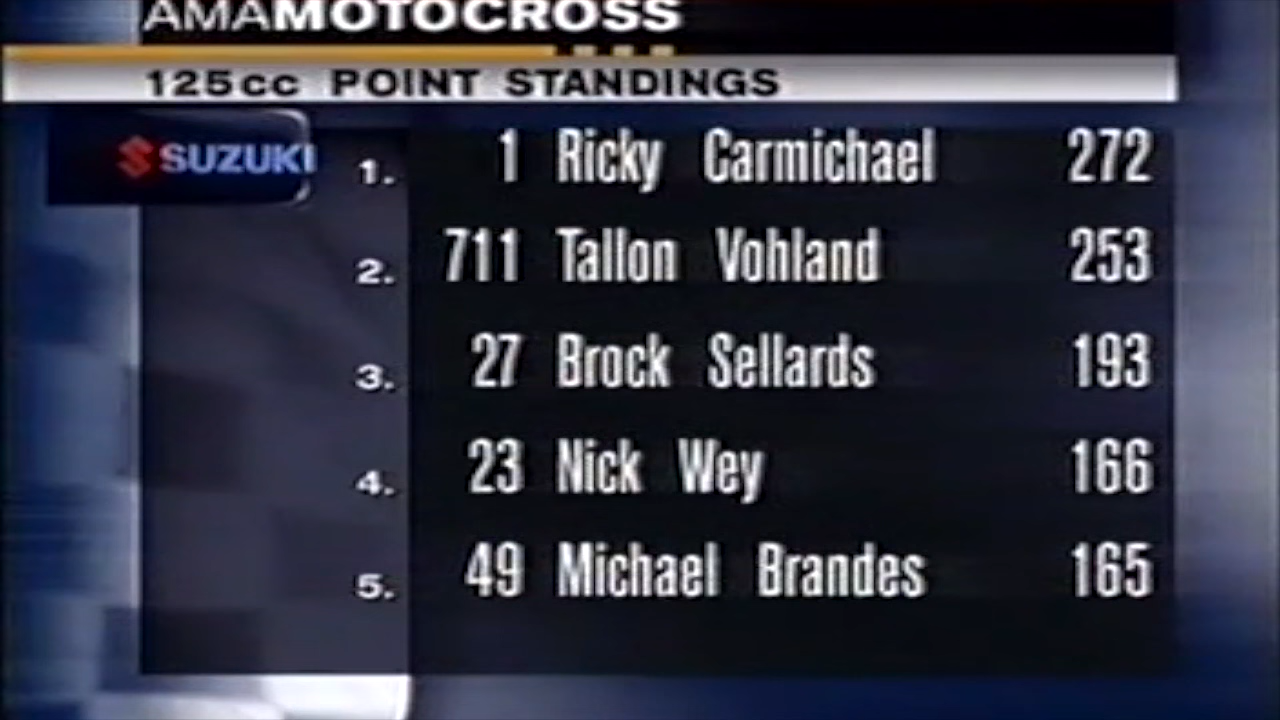 AMAMOTOCROSS
125cc POINT STANDINGS
SUZUKI
1. 1 Ricky Carmichael 272
2. 711 Tallon Vohland 253
3. 27 Brock Sellards 193
4. 23 Nick Wey 166
5. 49 Michael Brandes 165